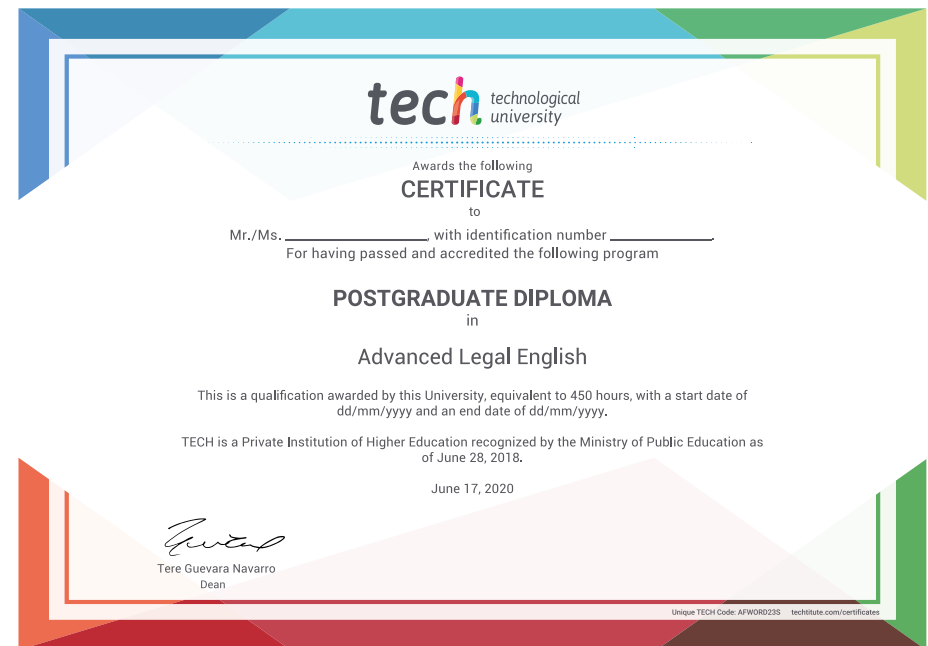 tech technological
university
Awards the following
CERTIFICATE
to
Mr./Ms. ____________________, with identification number ______________.
For having passed and accredited the following program
POSTGRADUATE DIPLOMA
in
Advanced Legal English
This is a qualification awarded by this University, equivalent to 450 hours, with a start date of
dd/mm/yyyy and an end date of dd/mm/yyyy.
TECH is a Private Institution of Higher Education recognized by the Ministry of Public Education as
of June 28, 2018.
June 17, 2020
Tere Guevara Navarro
Dean
Unique TECH Code: AFWORD23S techtitute.com/certificates